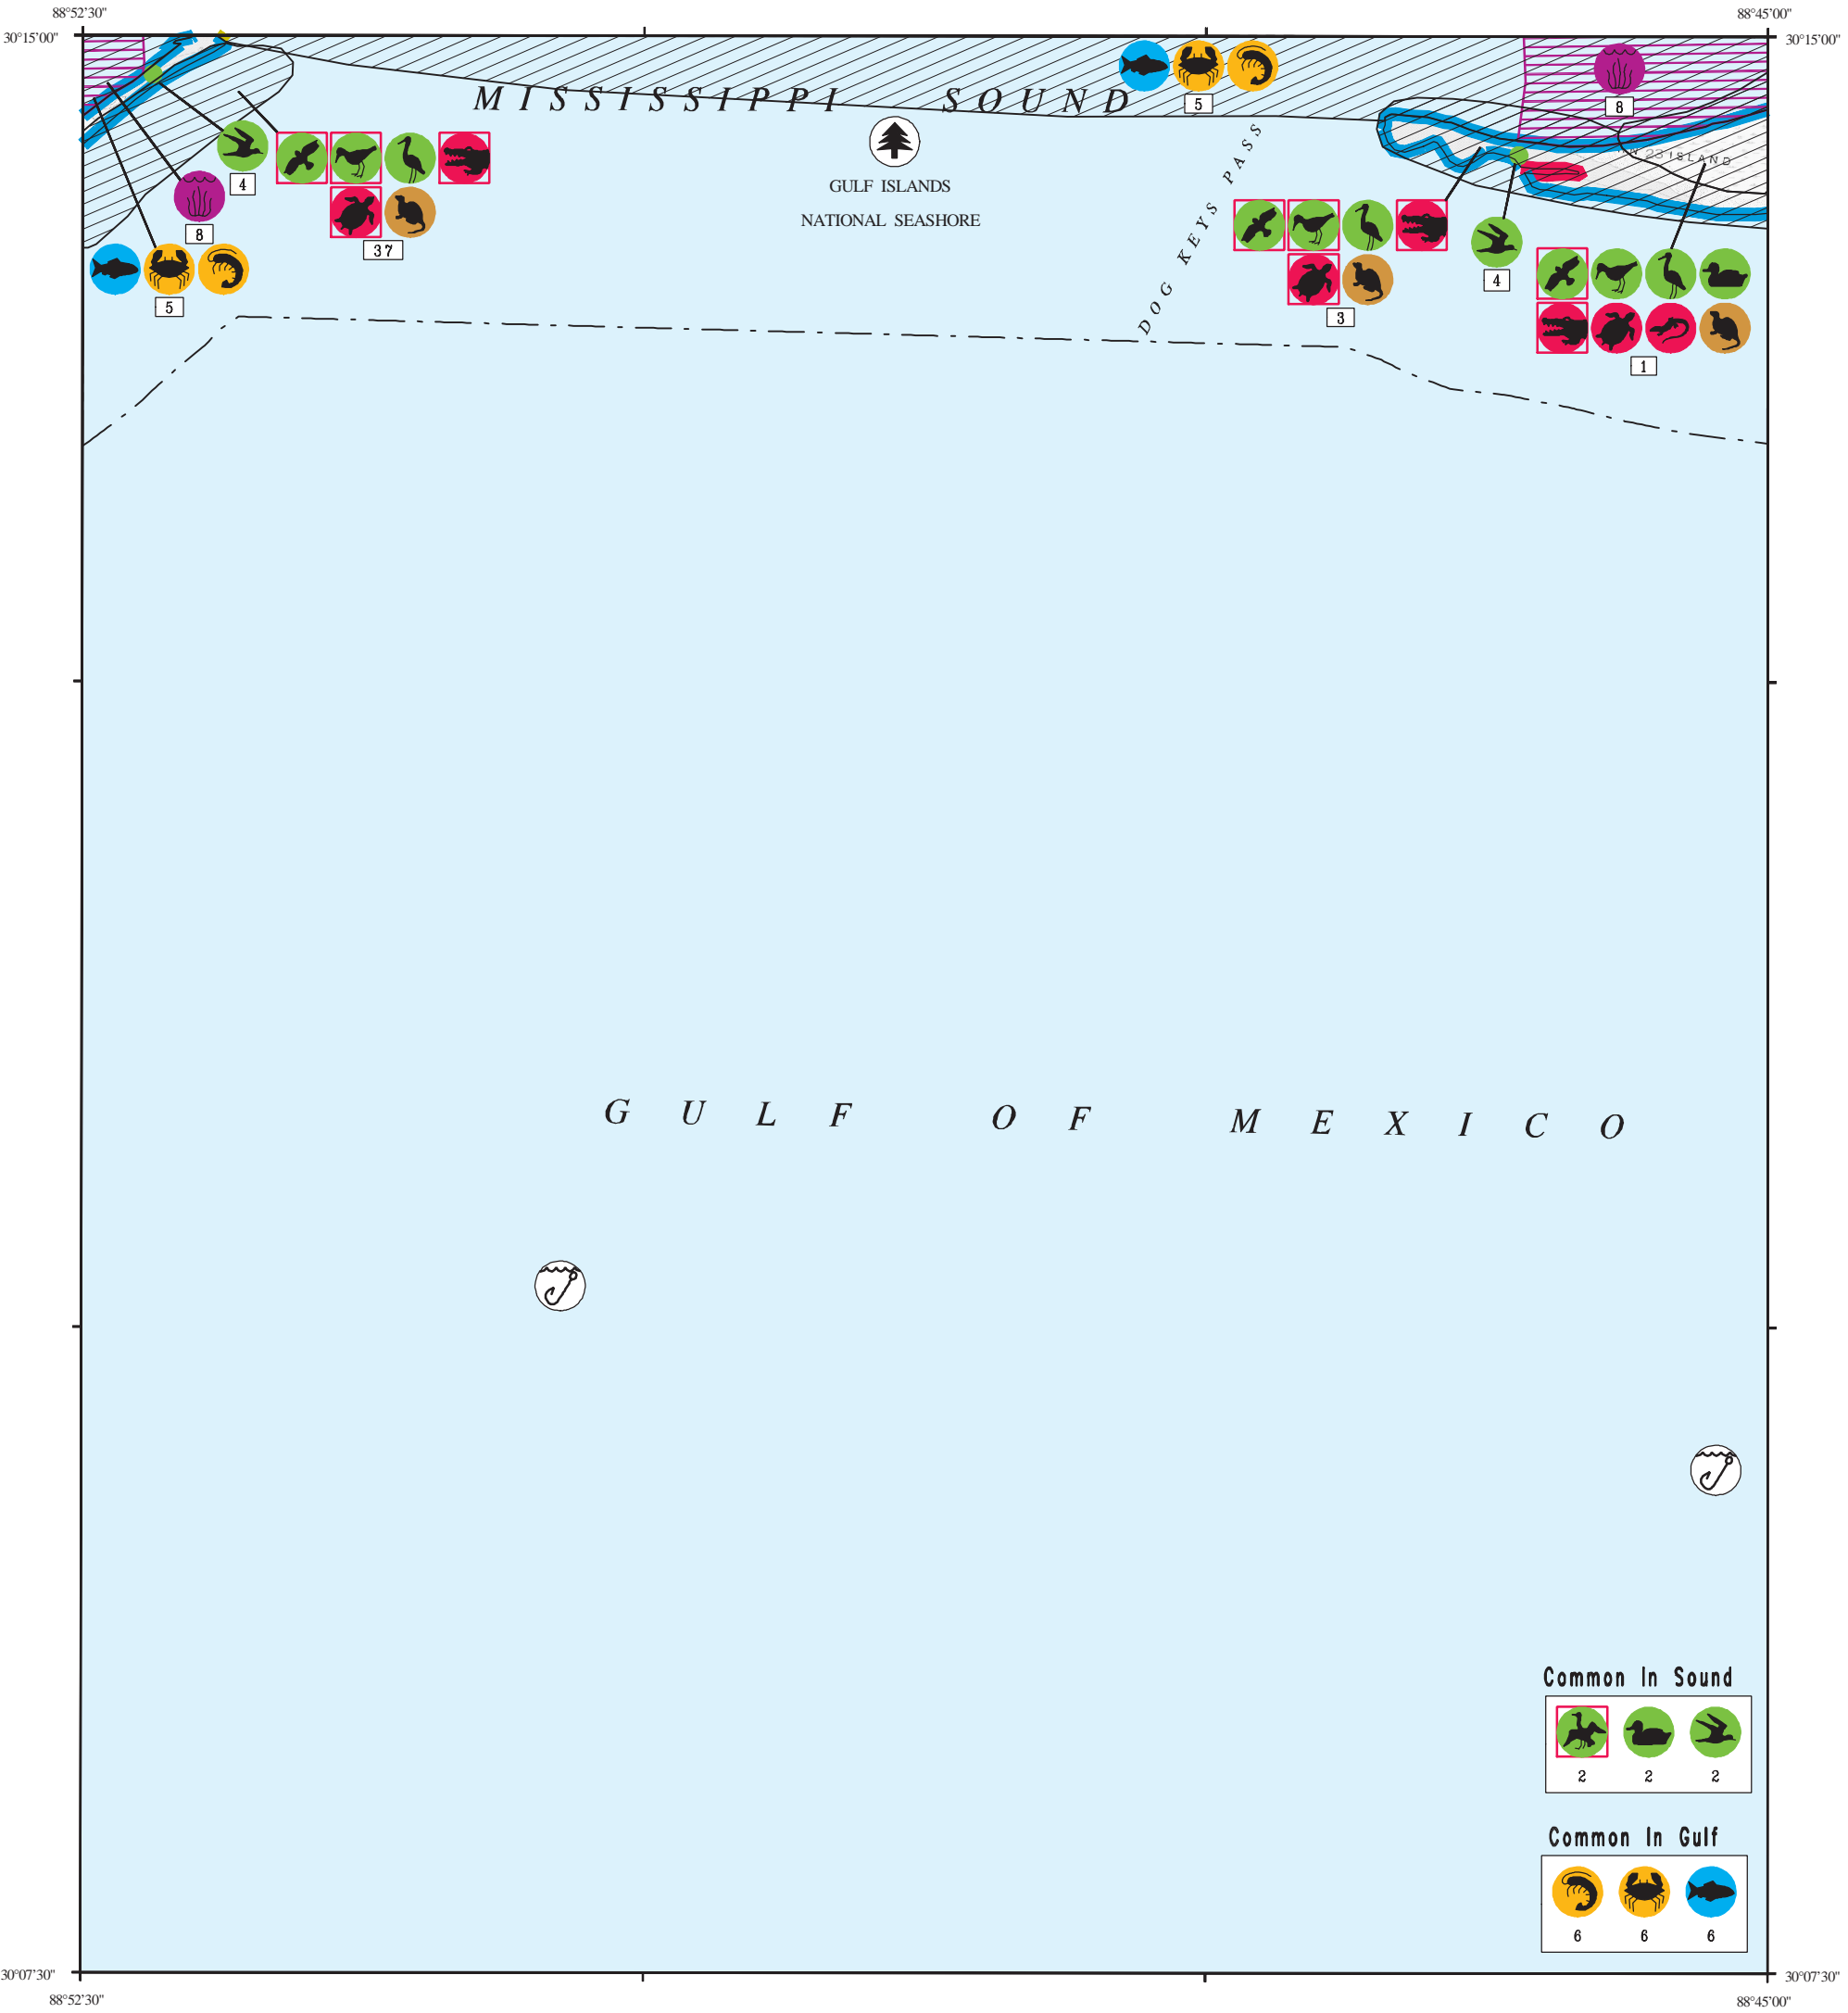 88°52'30" 88°45'00"
30°15'00" 30°15'00"
5
8
MISSISSIPPI SOUND
DOG KEYS PASS
23 ISLAND
4
GULF ISLANDS
NATIONAL SEASHORE
8
37
5
4
3
1
GULF OF MEXICO
Common In Sound
2 2 2
Common In Gulf
6 6 6
30°07'30" 30°07'30"
88°52'30" 88°45'00"